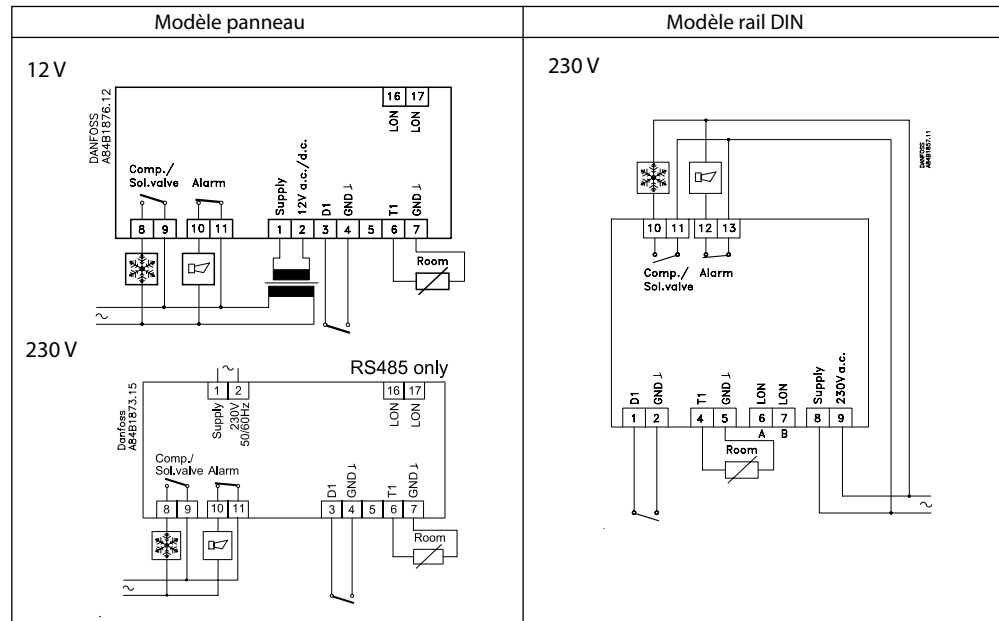 Modèle panneau
Modèle rail DIN
12 V
DANFOSS
A84B1876.12
16 17
LON
LON
Comp./
Sol.valve
Alarm
Supply
12V a.c./d.c.
D1
GND ⊥
T1
GND ⊥
8 9 10 11 1 2 3 4 5 6 7
Room
~
230 V
RS485 only
Danfoss
A84B1873.15
~
1 2
Supply
230V
50/60Hz
16 17
LON
LON
Comp./
Sol.valve Alarm
D1
GND ⊥
T1
GND ⊥
8 9 10 11 3 4 5 6 7
Room
~
230 V
DANFOSS
A84B1857.11
10 11 12 13
Comp./
Sol.valve
Alarm
D1
GND ⊥
T1
GND ⊥
LON
LON
Supply
230V a.c.
1 2 4 5 6 7 8 9
A B
Room
~